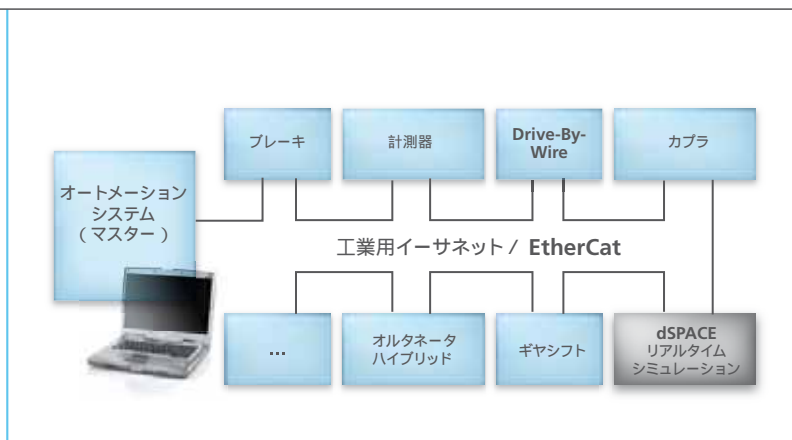 ブレーキ
計測器
Drive-By-
Wire
カプラ
オートメーション
システム
( マスター )
工業用イーサネット / EtherCat
...
オルタネータ
ハイブリッド
ギヤシフト
dSPACE
リアルタイム
シミュレーション